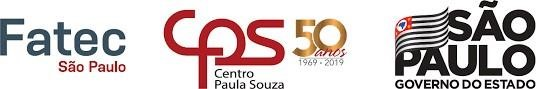 Fatec
São Paulo
CPS
Centro
Paula Souza
50
anos
1969 - 2019
SÃO
PAULO
GOVERNO DO ESTADO